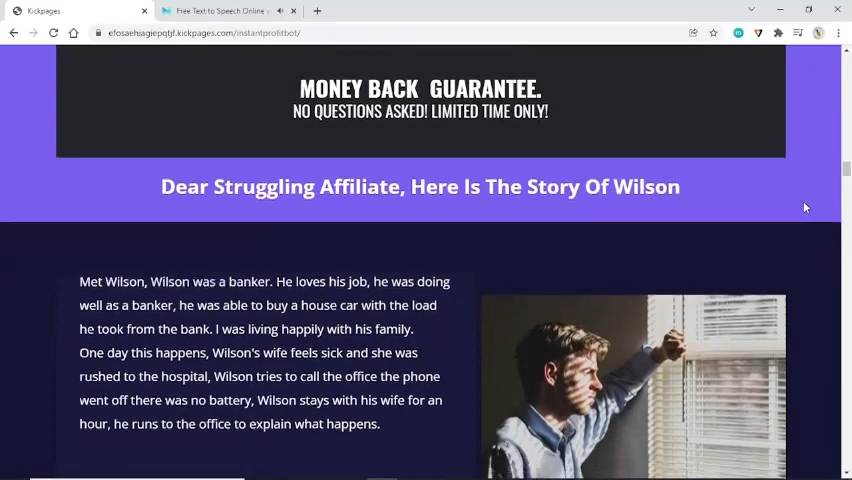 Kickpages
Free Text to Speech Online
efosaehiagiepqtjf.kickpages.com/instantprofitbot/
MONEY BACK GUARANTEE.
NO QUESTIONS ASKED! LIMITED TIME ONLY!
Dear Struggling Affiliate, Here Is The Story Of Wilson
Met Wilson, Wilson was a banker. He loves his job, he was doing
well as a banker, he was able to buy a house car with the load
he took from the bank. I was living happily with his family.
One day this happens, Wilson's wife feels sick and she was
rushed to the hospital, Wilson tries to call the office the phone
went off there was no battery, Wilson stays with his wife for an
hour, he runs to the office to explain what happens.